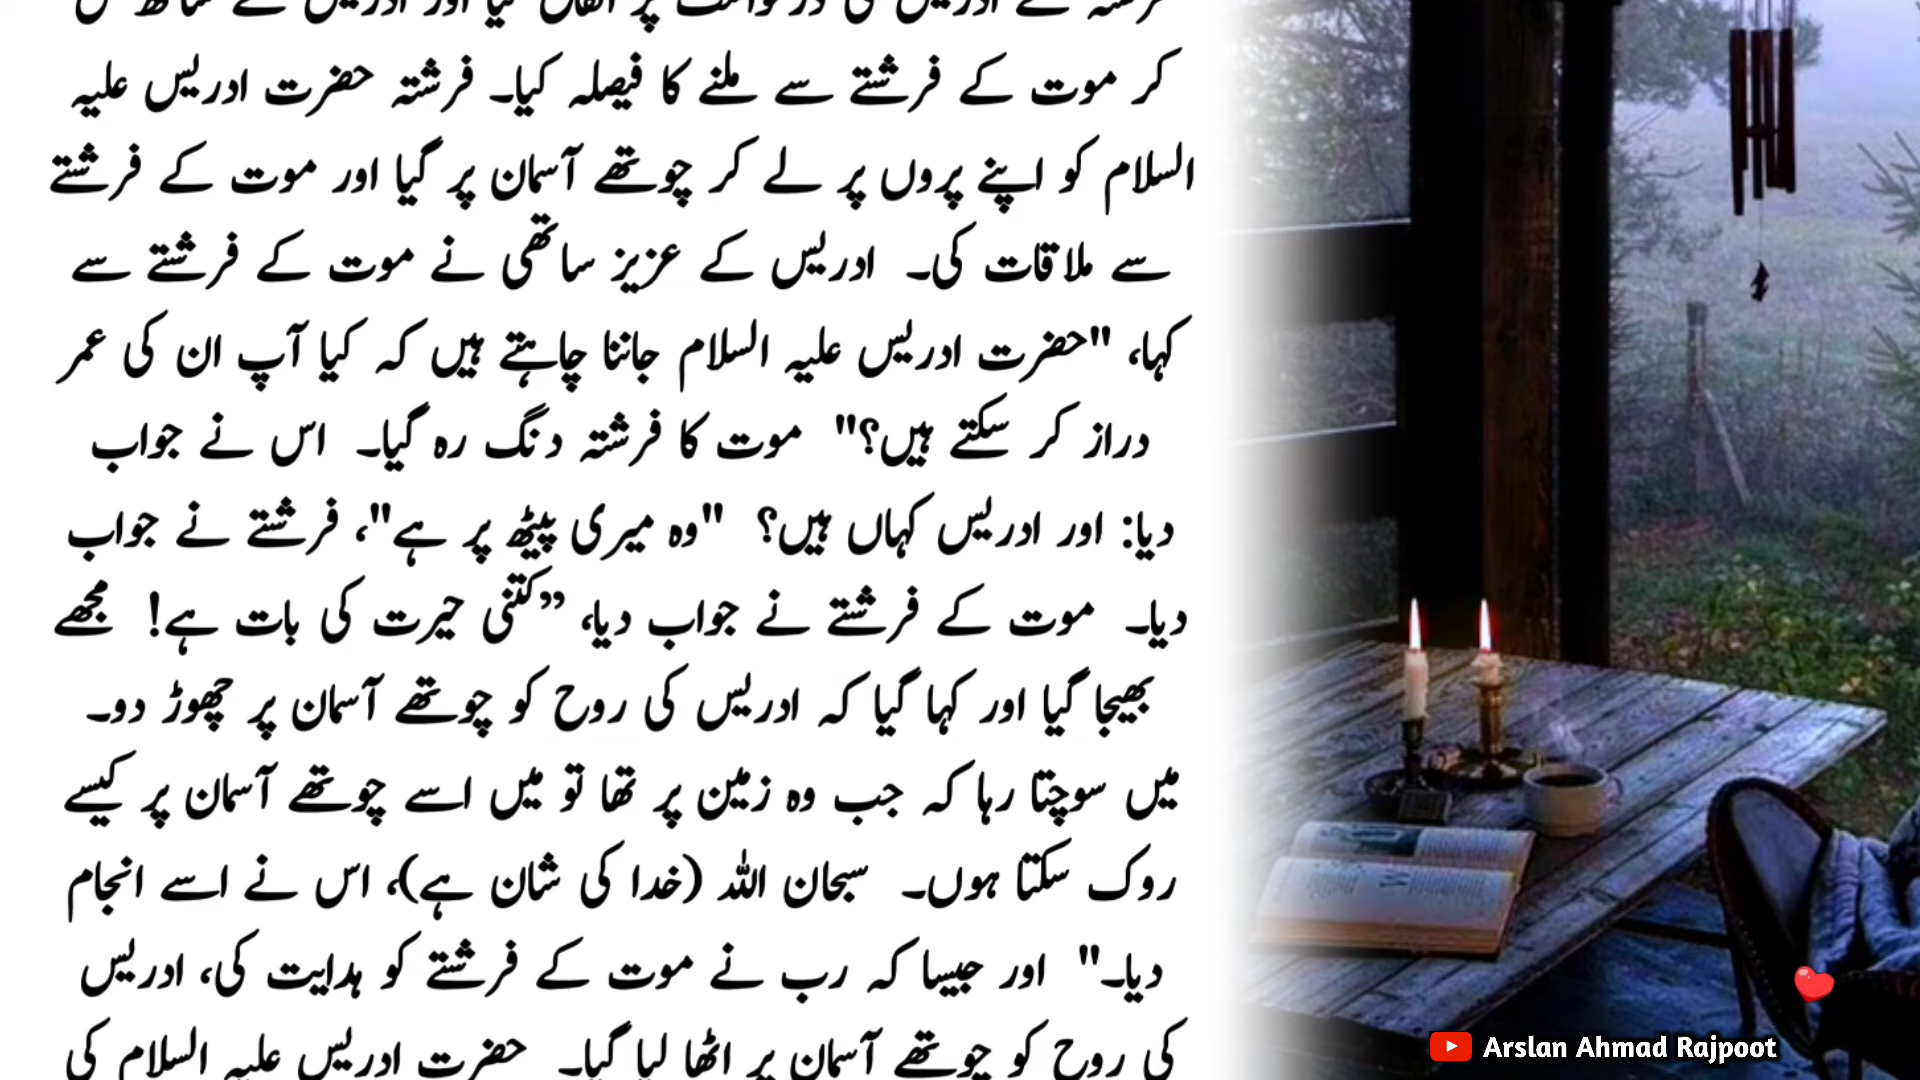 کر موت کے فرشتے سے ملنے کا فیصلہ کیا۔ فرشتہ حضرت ادریس علیہ
السلام کو اپنے پروں پر لے کر چوتھے آسمان پر گیا اور موت کے فرشتے
سے ملاقات کی۔ ادریس کے عزیز ساتھی نے موت کے فرشتے سے
کہا، "حضرت ادریس علیہ السلام جاننا چاہتے ہیں کہ کیا آپ ان کی عمر
دراز کر سکتے ہیں؟" موت کا فرشتہ دنگ رہ گیا۔ اس نے جواب
دیا: اور ادریس کہاں ہیں؟ "وہ میری پیٹھ پر ہے"، فرشتے نے جواب
دیا۔ موت کے فرشتے نے جواب دیا، ”کتنی حیرت کی بات ہے! مجھے
بھیجا گیا اور کہا گیا کہ ادریس کی روح کو چوتھے آسمان پر چھوڑ دو۔
میں سوچتا رہا کہ جب وہ زمین پر تھا تو میں اسے چوتھے آسمان پر کیسے
روک سکتا ہوں۔ سبحان اللہ (خدا کی شان ہے)، اس نے اسے انجام
دیا۔" اور جیسا کہ رب نے موت کے فرشتے کو ہدایت کی، ادریس
کی روح کو چوتھے آسمان پر اٹھا لیا گیا۔ حضرت ادریس علیہ السلام کی
Arslan Ahmad Rajpoot